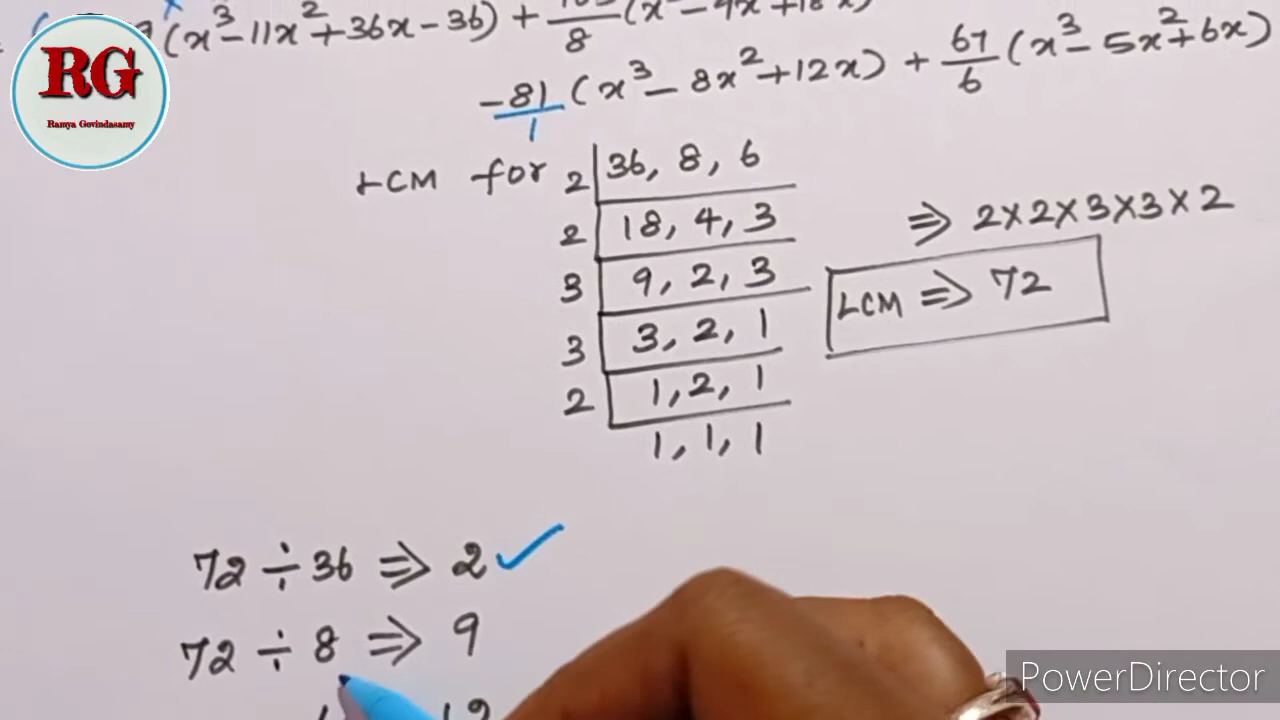 (x³-11x²+36x-36) + /8 (x
-81/1 (x³- 8x²+12x) + 67/6 (x³- 5x²+6x)
RG
Ramya Govindasamy
LCM for 2 | 36, 8, 6
2 | 18, 4, 3
⇒ 2×2×3×3×2
3 | 9, 2, 3
LCM ⇒ 72
3 | 3, 2, 1
2 | 1, 2, 1
1, 1, 1
72 ÷ 36 ⇒ 2 ✓
72 ÷ 8 ⇒ 9
PowerDirector